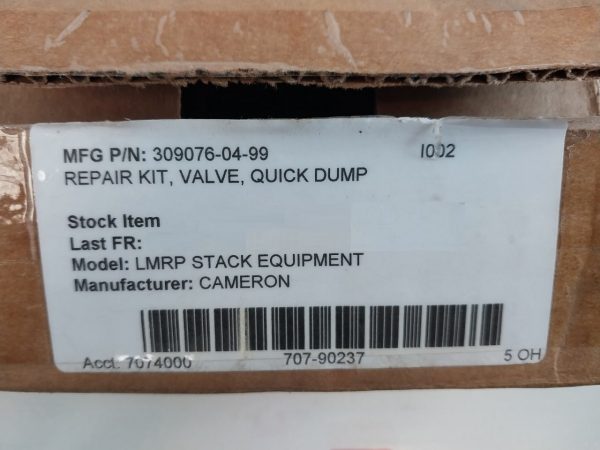 MFG P/N: 309076-04-99 I002
REPAIR KIT, VALVE, QUICK DUMP
Stock Item
Last FR:
Model: LMRP STACK EQUIPMENT
Manufacturer: CAMERON
Acct: 7074000 707-90237 5 OH